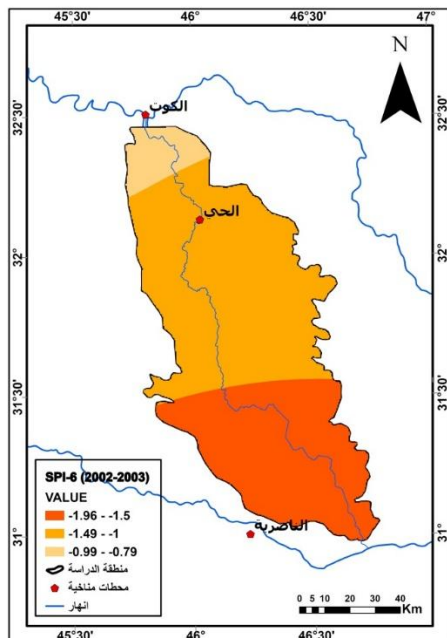 45°30'
46°
46°30'
47°
N
الكوت
32°30'
32°30'
الحي
32°
32°
31°30'
31°30'
SPI-6 (2002-2003)
VALUE
-1.96 - -1.5
-1.49 - -1
-0.99 - -0.79
منطقة الدراسة
محطات مناخية
انهار
الناصرية
31°
31°
0 5 10 20 30 40
Km
45°30'
46°
46°30'
47°